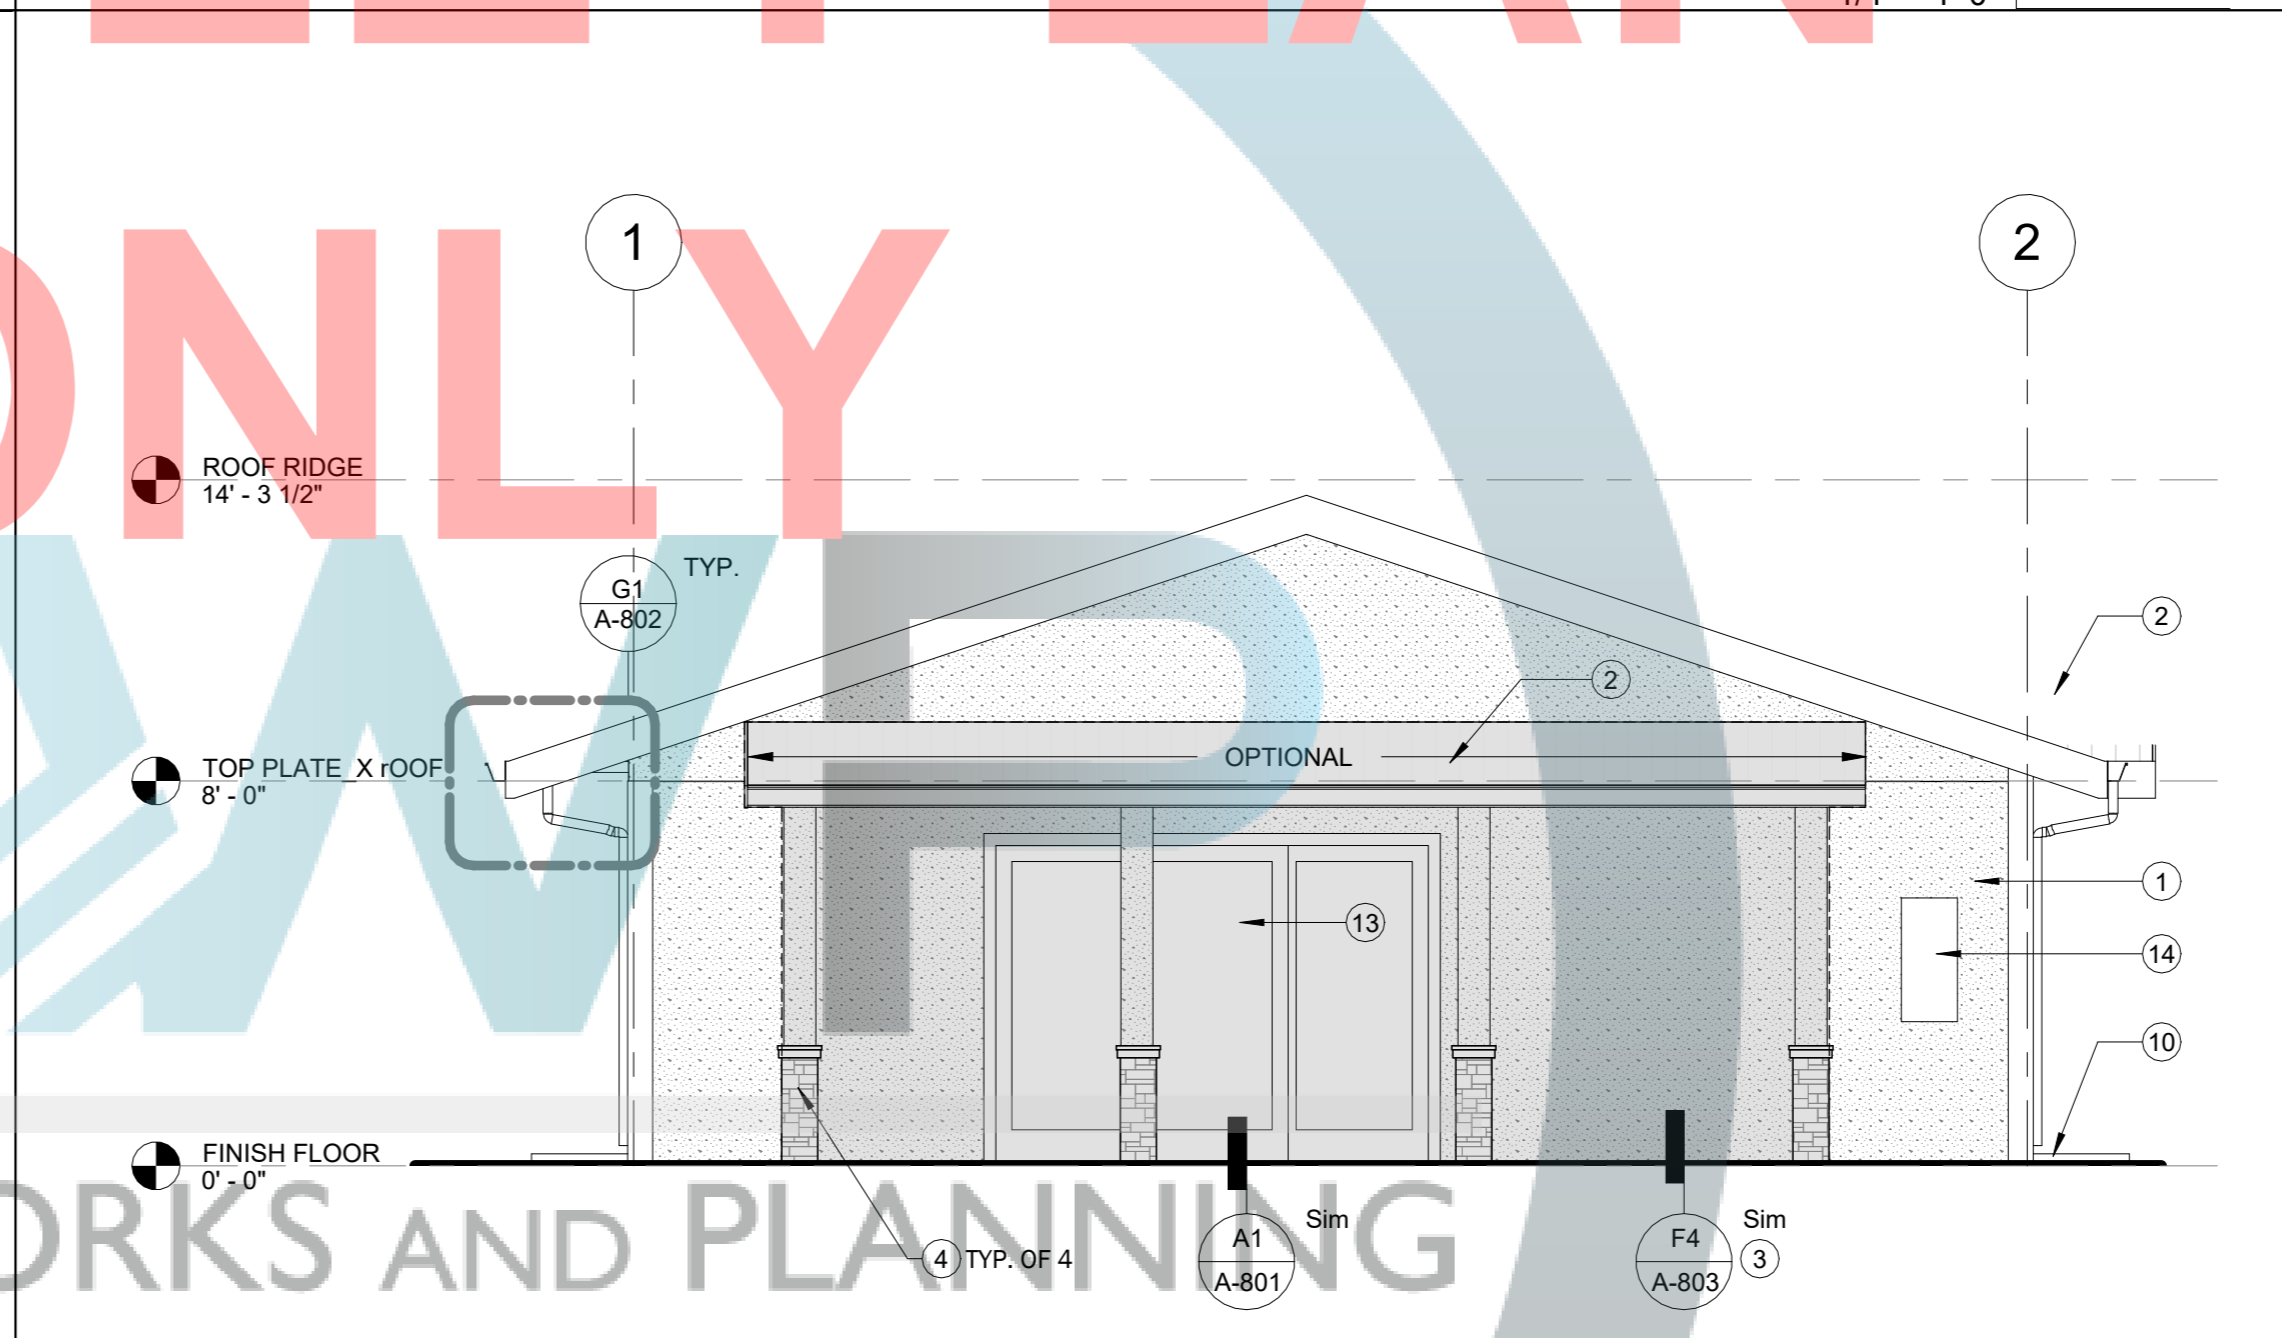 1
2
ONLY
ROOF RIDGE
14' - 3 1/2"
TYP.
G1
A-802
2
2
OPTIONAL
TOP PLATE_X rOOF
8' - 0"
1
13
14
10
FINISH FLOOR
0' - 0"
ORKS AND PLANNING
Sim
A1
A-801
4 TYP. OF 4
Sim
F4
A-803
3